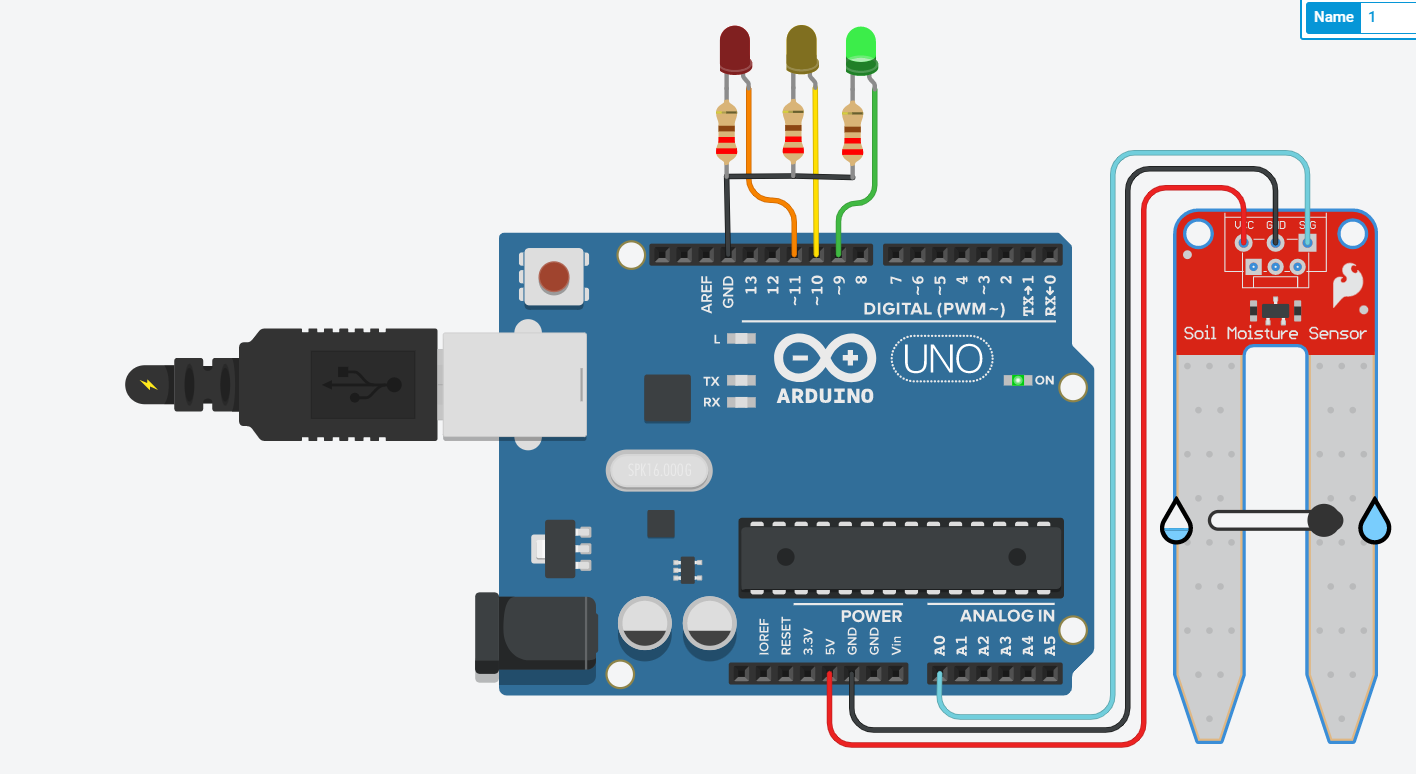 Name 1
VCC GND SIG
Soil Moisture Sensor
AREF
GND
13
12
~11
~10
~9
8
7
~6
~5
4
~3
2
TX→1
RX←0
DIGITAL (PWM~)
L
TX
RX
UNO
ARDUINO
ON
SPK16.000G
POWER
ANALOG IN
IOREF
RESET
3.3V
5V
GND
GND
Vin
A0
A1
A2
A3
A4
A5